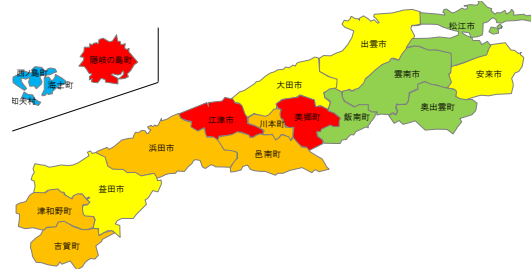 松江市
出雲市
隠岐の島町
西ノ島町
海士町
知夫村
雲南市
安来市
大田市
奥出雲町
美郷町
飯南町
江津市
川本町
浜田市
邑南町
益田市
津和野町
吉賀町